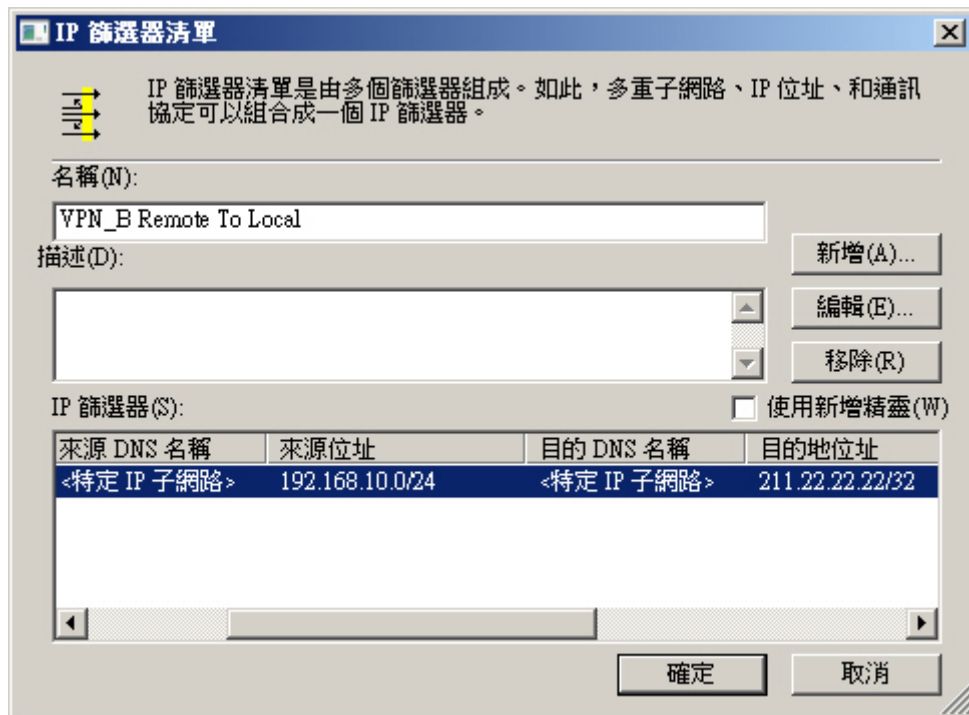 IP 篩選器清單
IP 篩選器清單是由多個篩選器組成。如此，多重子網路、IP 位址、和通訊
協定可以組合成一個 IP 篩選器。
名稱(N):
VPN_B Remote To Local
描述(D):
新增(A)...
編輯(E)...
移除(R)
IP 篩選器(S):
使用新增精靈(W)
來源 DNS 名稱 來源位址 目的 DNS 名稱 目的地位址
<特定 IP 子網路> 192.168.10.0/24 <特定 IP 子網路> 211.22.22.22/32
確定 取消